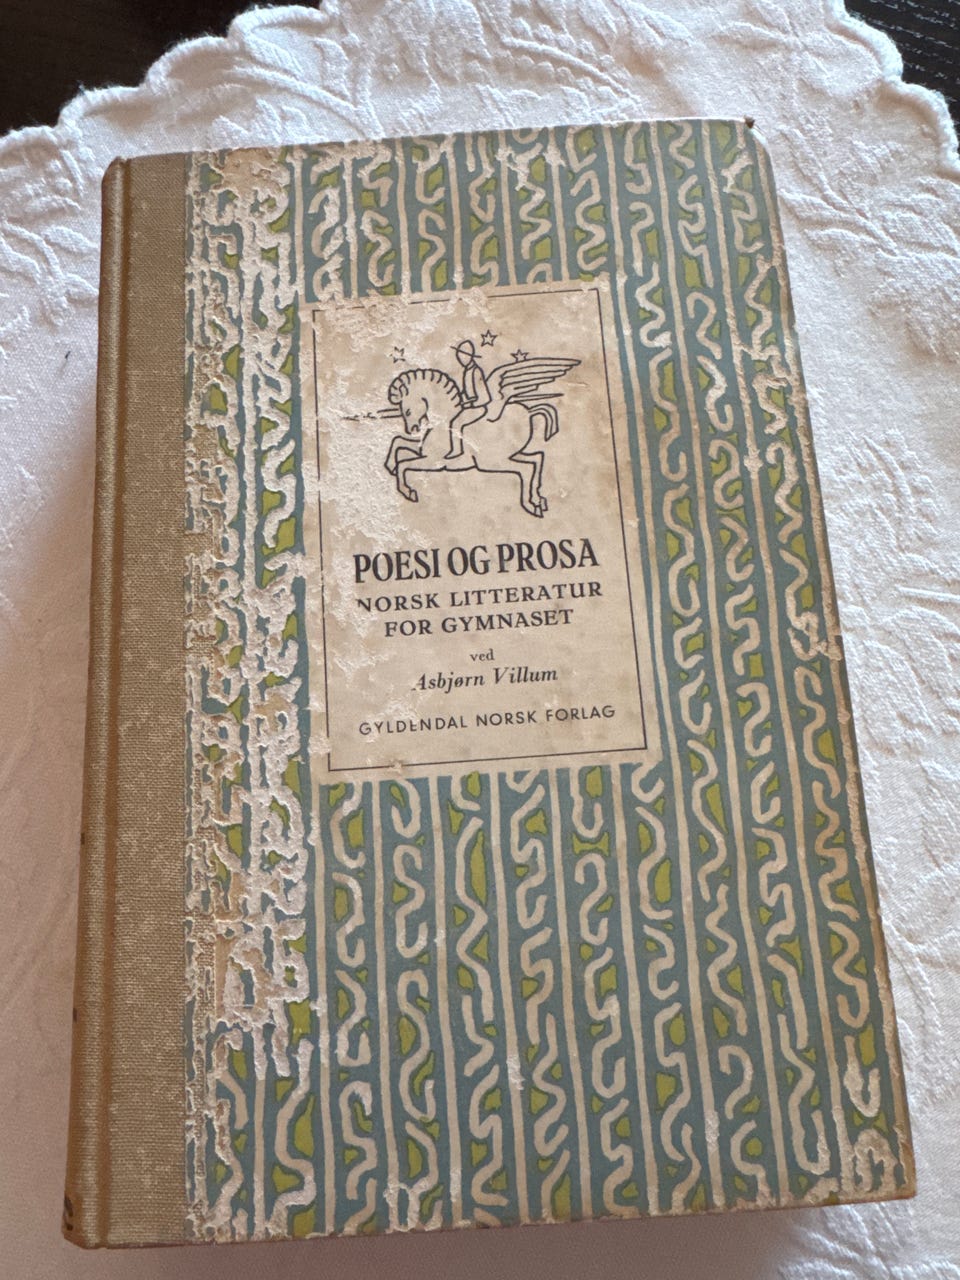 POESI OG PROSA
NORSK LITTERATUR
FOR GYMNASET
ved
Asbjørn Villum
GYLDENDAL NORSK FORLAG